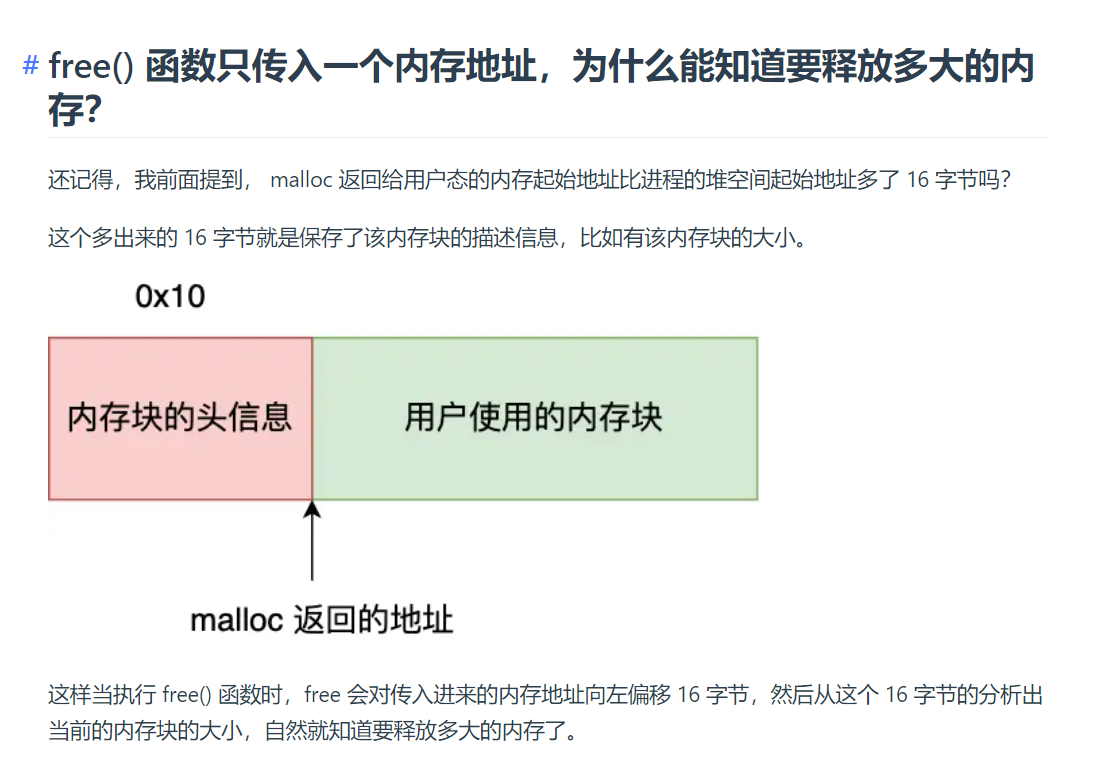 # free() 函数只传入一个内存地址，为什么能知道要释放多大的内
存？
还记得，我前面提到， malloc 返回给用户态的内存起始地址比进程的堆空间起始地址多了 16 字节吗？
这个多出来的 16 字节就是保存了该内存块的描述信息，比如有该内存块的大小。
0x10
内存块的头信息
用户使用的内存块
malloc 返回的地址
这样当执行 free() 函数时，free 会对传入进来的内存地址向左偏移 16 字节，然后从这个 16 字节的分析出
当前的内存块的大小，自然就知道要释放多大的内存了。